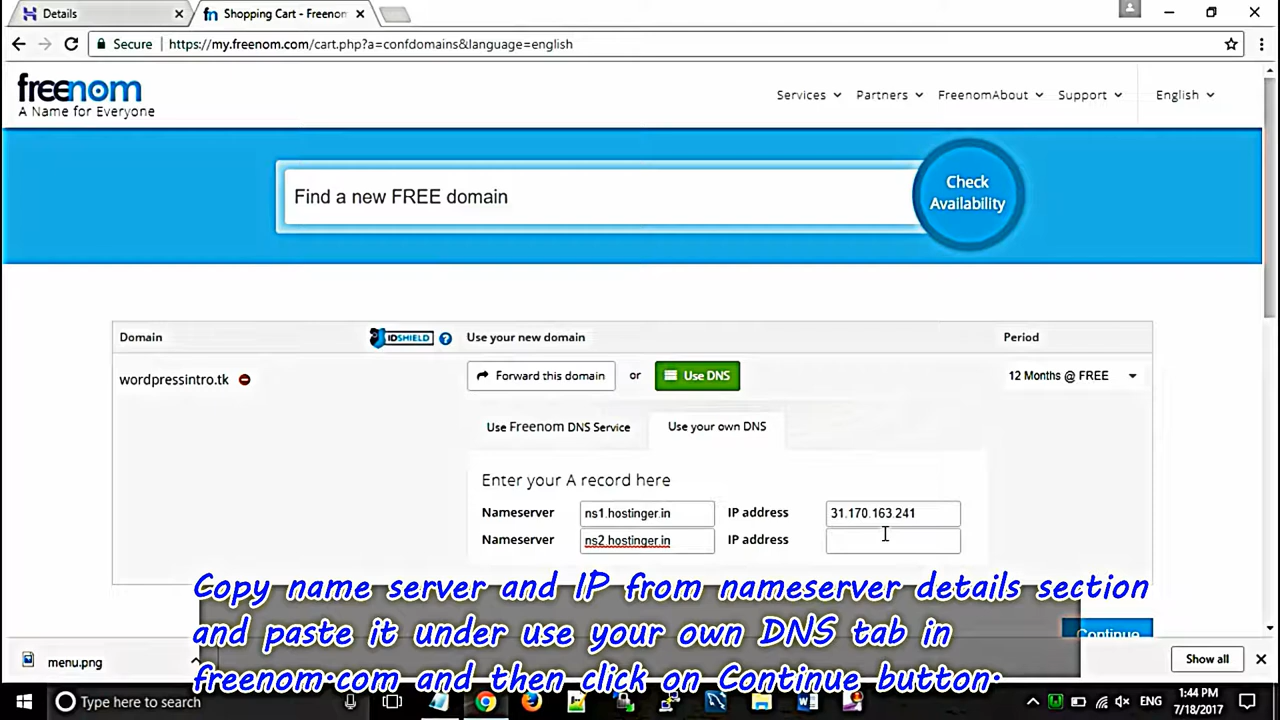 Details
Shopping Cart - Freenom
Secure https://my.freenom.com/cart.php?a=confdomains&language=english
freenom
A Name for Everyone
Services Partners FreenomAbout Support English
Find a new FREE domain
Check
Availability
Domain IDSHIELD ? Use your new domain Period
wordpressintro.tk Forward this domain or Use DNS 12 Months @ FREE
Use Freenom DNS Service Use your own DNS
Enter your A record here
Nameserver ns1.hostinger.in IP address 31.170.163.241
Nameserver ns2.hostinger.in IP address
Continue
Copy name server and IP from nameserver details section
and paste it under use your own DNS tab in
freenom.com and then click on Continue button.
menu.png Show all
Type here to search ENG 1:44 PM
7/18/2017